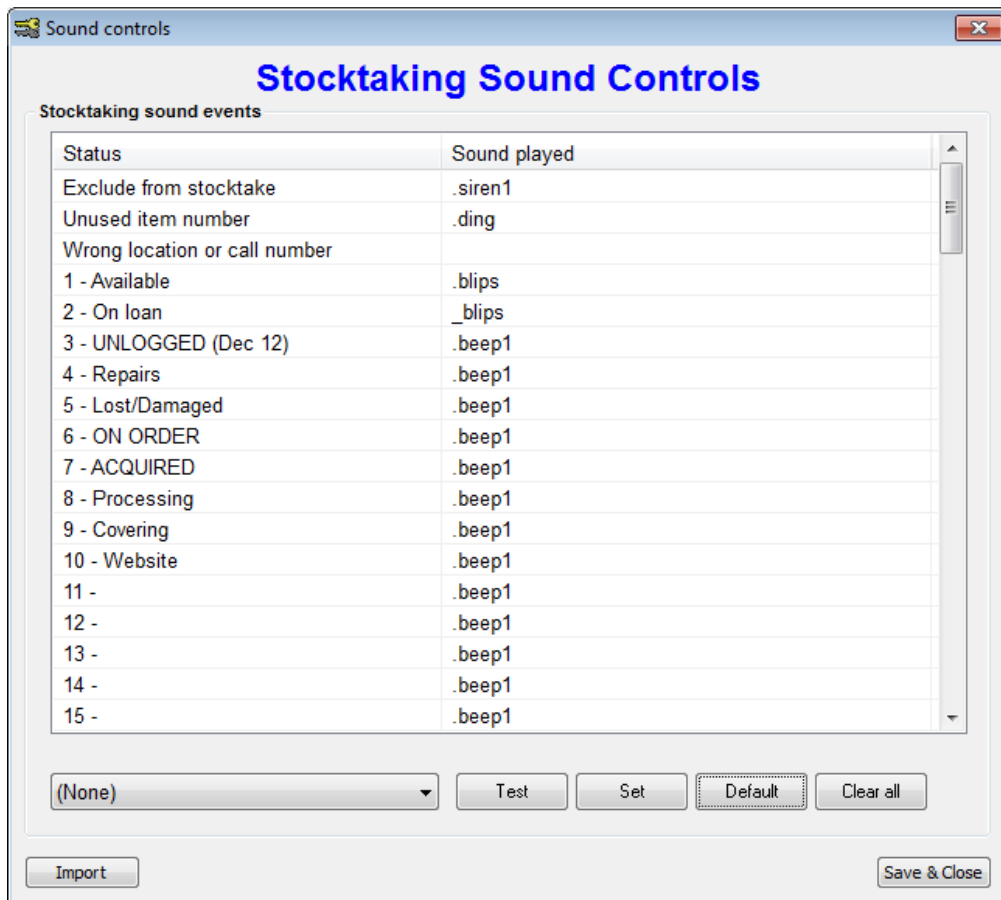 Sound controls
Stocktaking Sound Controls
Stocktaking sound events
Status Sound played
Exclude from stocktake .siren1
Unused item number .ding
Wrong location or call number
1 - Available .blips
2 - On loan _blips
3 - UNLOGGED (Dec 12) .beep1
4 - Repairs .beep1
5 - Lost/Damaged .beep1
6 - ON ORDER .beep1
7 - ACQUIRED .beep1
8 - Processing .beep1
9 - Covering .beep1
10 - Website .beep1
11 - .beep1
12 - .beep1
13 - .beep1
14 - .beep1
15 - .beep1
(None) Test Set Default Clear all
Import Save & Close